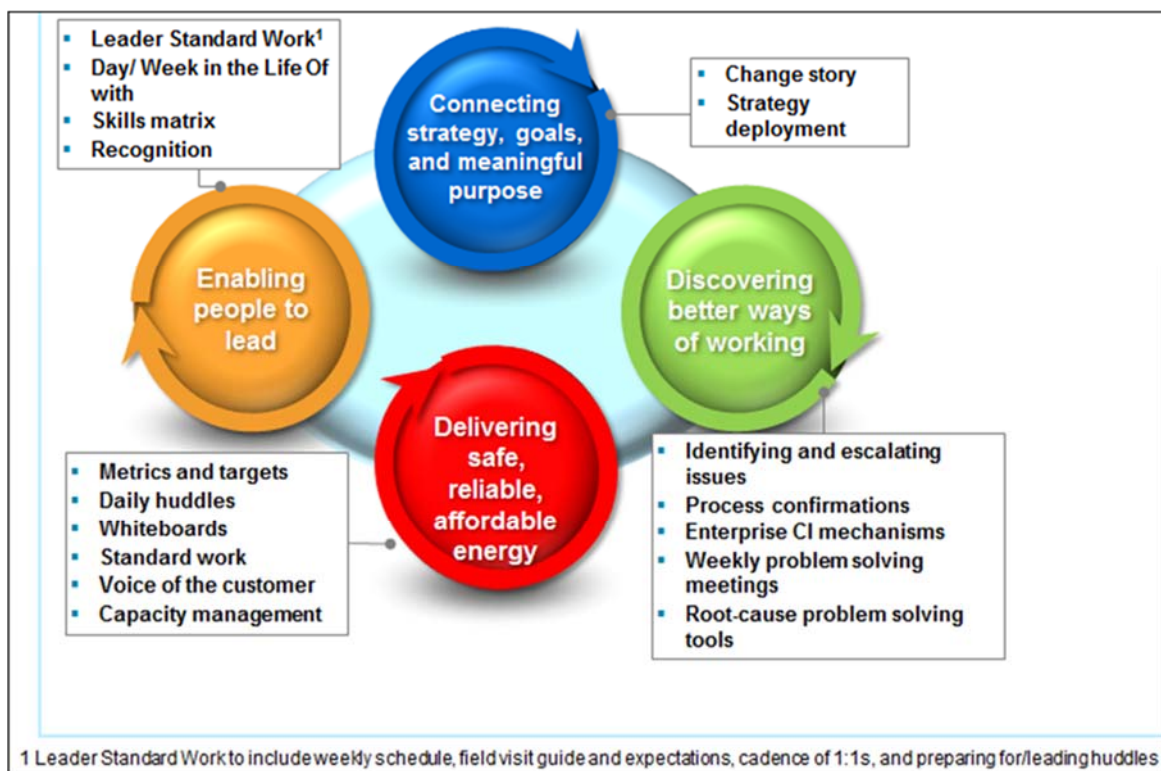 ▪ Leader Standard Work¹
▪ Day/ Week in the Life Of
with
▪ Skills matrix
▪ Recognition
Connecting
strategy, goals,
and meaningful
purpose
▪ Change story
▪ Strategy
deployment
Enabling
people to
lead
Discovering
better ways
of working
Delivering
safe,
reliable,
affordable
energy
▪ Metrics and targets
▪ Daily huddles
▪ Whiteboards
▪ Standard work
▪ Voice of the customer
▪ Capacity management
▪ Identifying and escalating
issues
▪ Process confirmations
▪ Enterprise CI mechanisms
▪ Weekly problem solving
meetings
▪ Root-cause problem solving
tools
1 Leader Standard Work to include weekly schedule, field visit guide and expectations, cadence of 1:1s, and preparing for/leading huddles